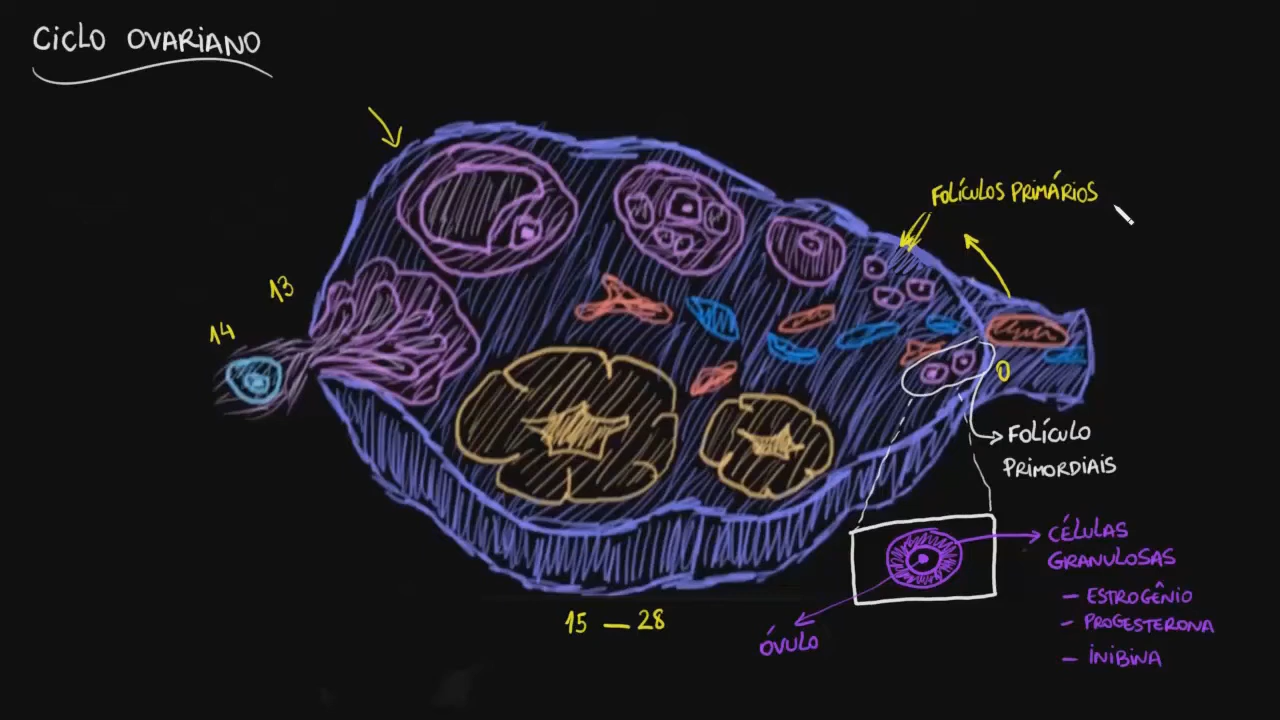 CICLO OVARIANO
FOLÍCULOS PRIMÁRIOS
13
14
0
FOLÍCULO
PRIMORDIAIS
CÉLULAS
GRANULOSAS
— ESTROGÊNIO
— PROGESTERONA
— INIBINA
15 — 28
ÓVULO